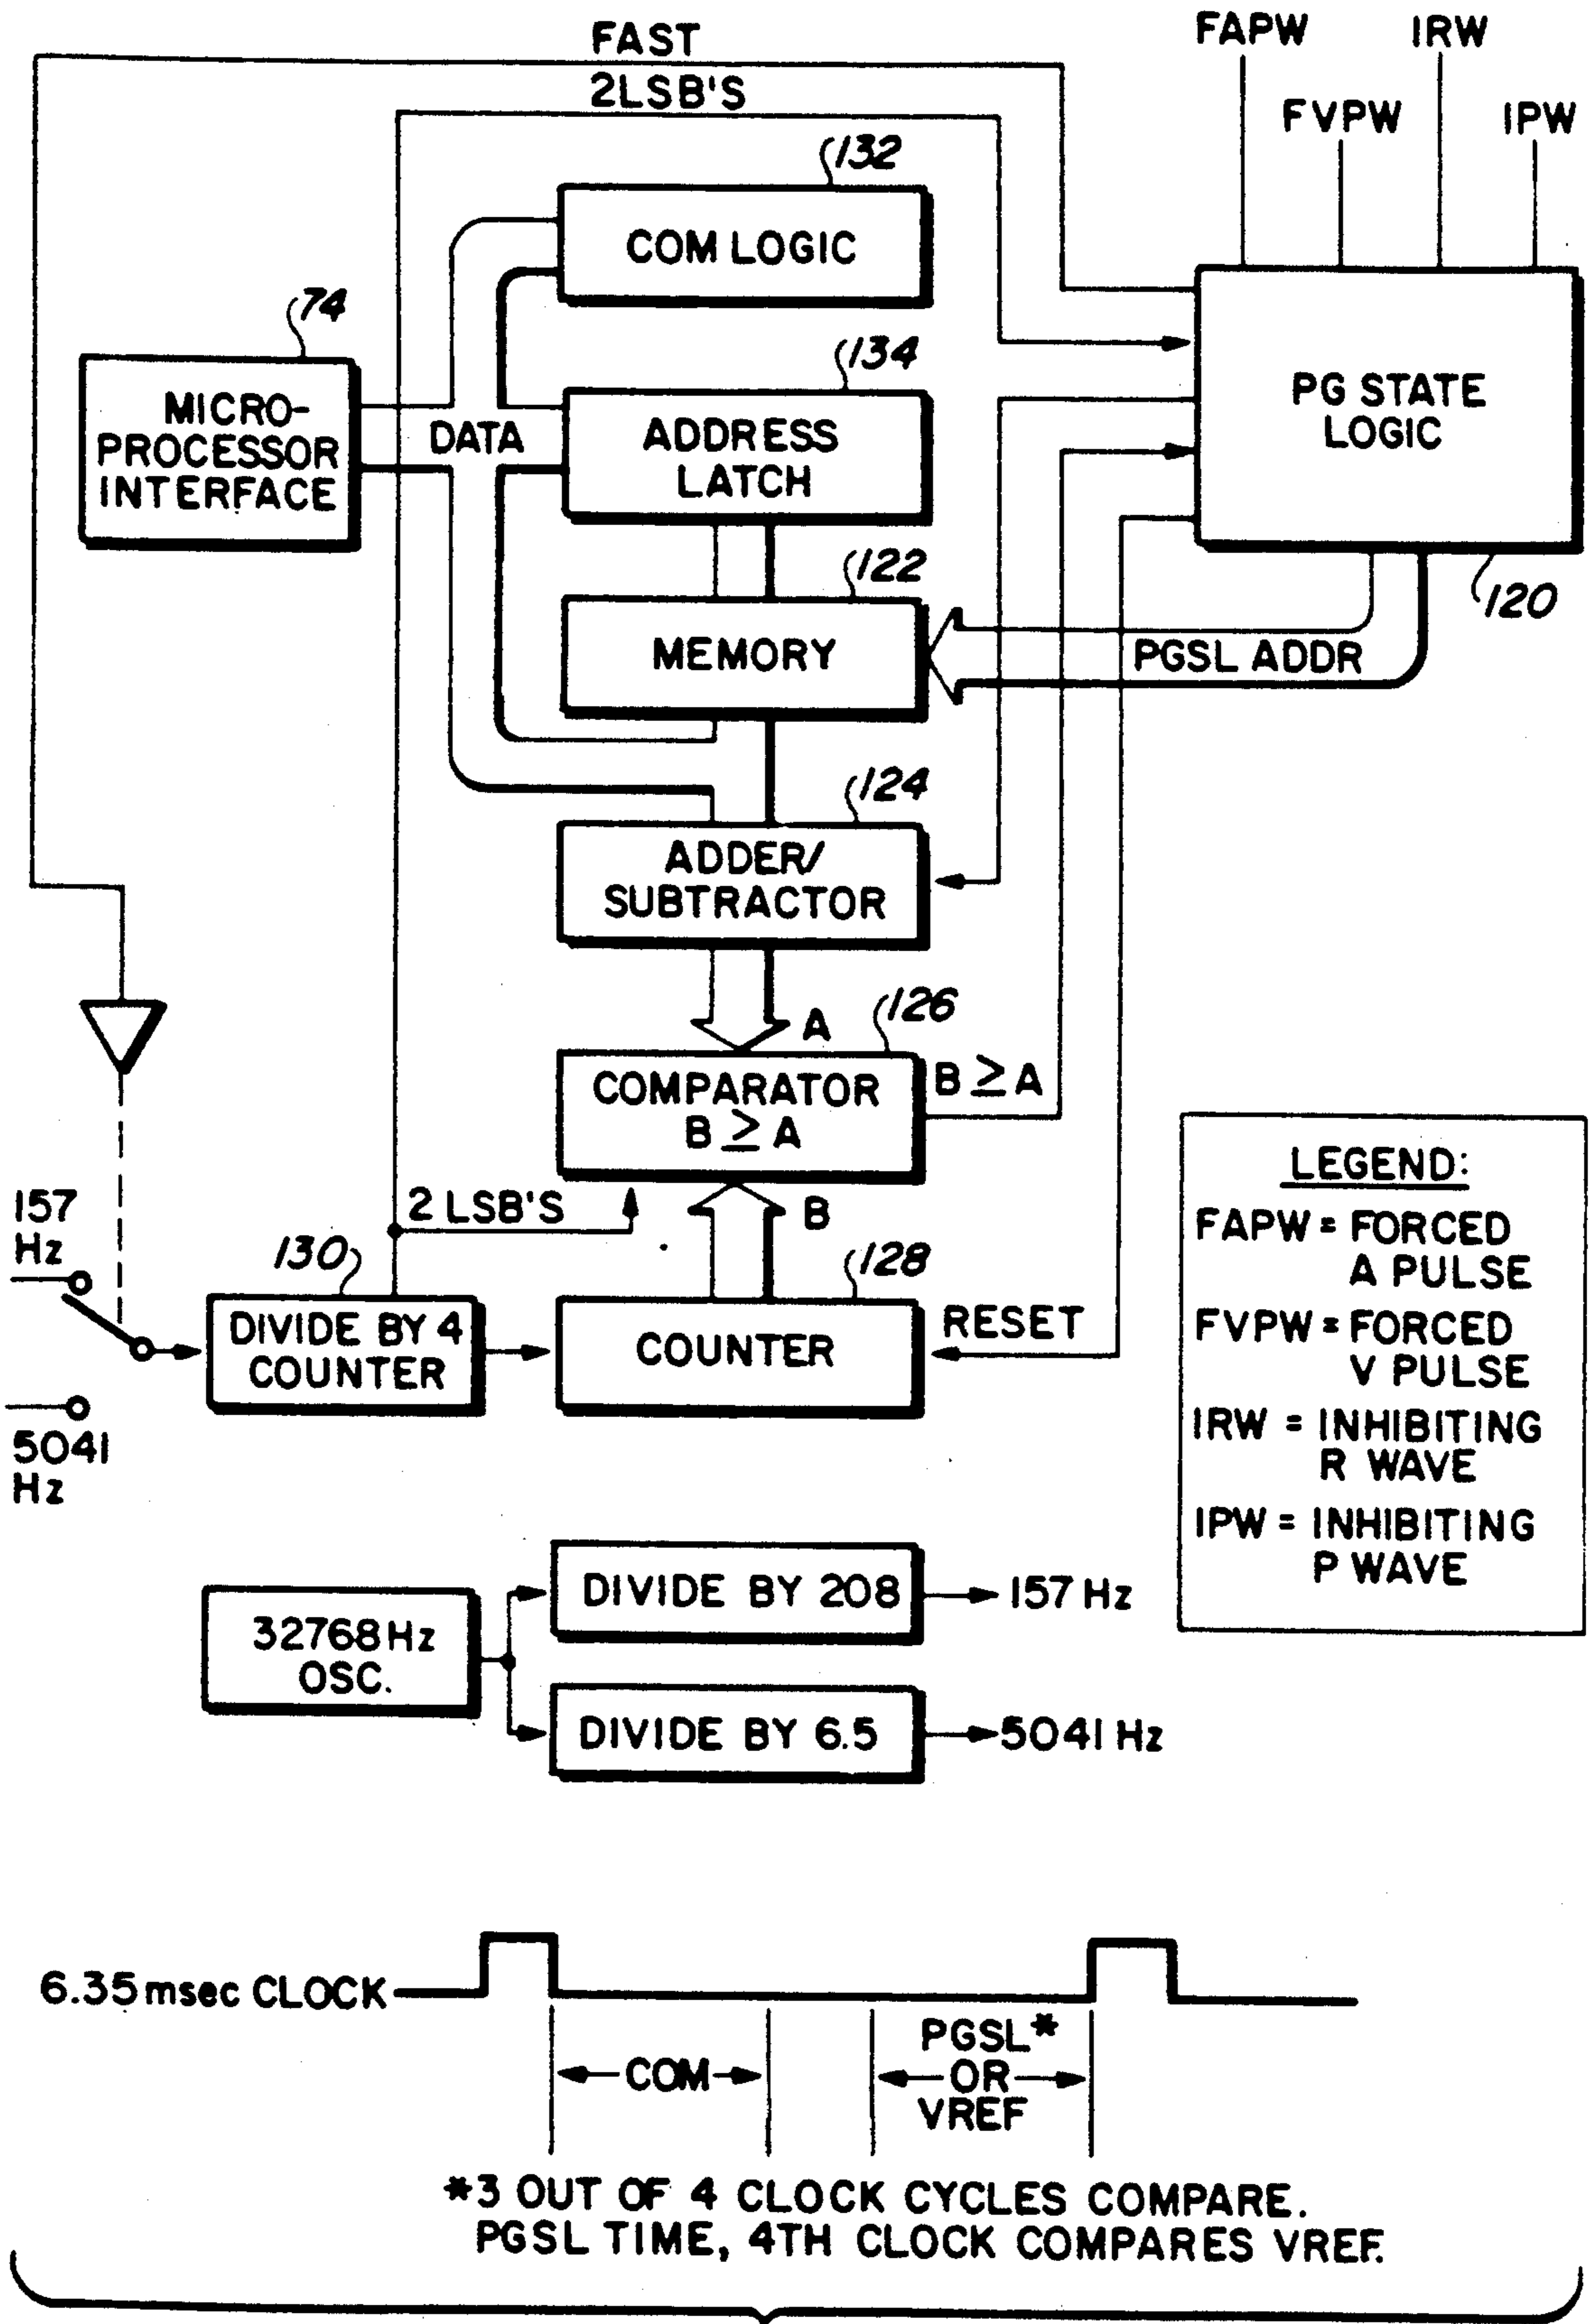 FAST
2LSB'S
FAPW
IRW
FVPW
IPW
132
COM LOGIC
74
MICRO-
PROCESSOR
INTERFACE
DATA
134
ADDRESS
LATCH
PG STATE
LOGIC
120
122
MEMORY
PGSL ADDR
124
ADDER/
SUBTRACTOR
A
126
COMPARATOR
B ≥ A
B ≥ A
2 LSB'S
B
157
Hz
5041
Hz
130
DIVIDE BY 4
COUNTER
128
COUNTER
RESET
LEGEND:
FAPW = FORCED
A PULSE
FVPW = FORCED
V PULSE
IRW = INHIBITING
R WAVE
IPW = INHIBITING
P WAVE
32768 Hz
OSC.
DIVIDE BY 208
157 Hz
DIVIDE BY 6.5
5041 Hz
6.35 msec CLOCK
COM
PGSL*
OR
VREF
*3 OUT OF 4 CLOCK CYCLES COMPARE.
PGSL TIME, 4TH CLOCK COMPARES VREF.